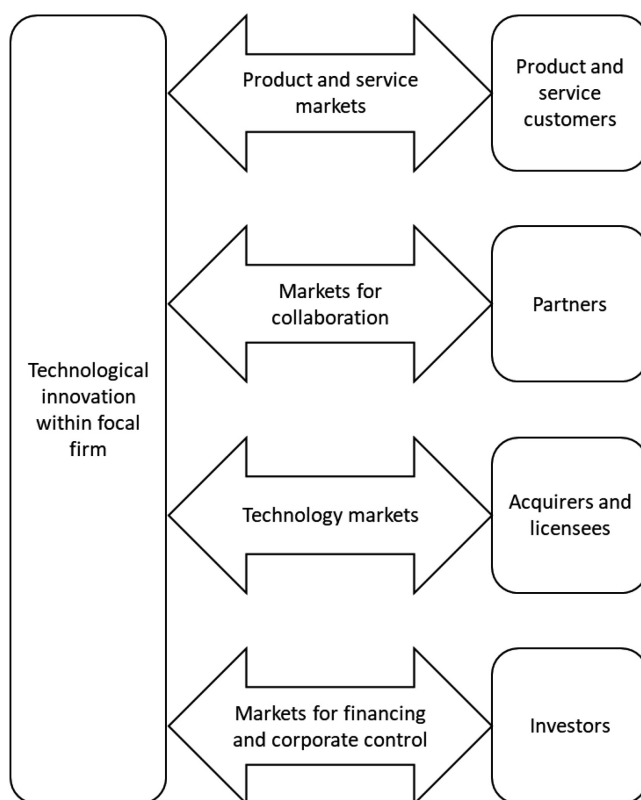 Technological
innovation
within focal
firm
Product and service
markets
Product and
service
customers
Markets for
collaboration
Partners
Technology markets
Acquirers and
licensees
Markets for financing
and corporate control
Investors